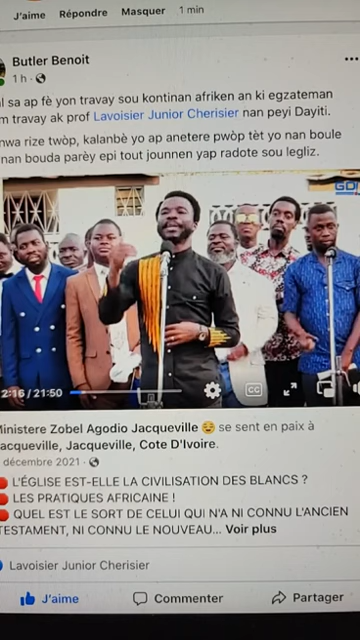 J'aime Répondre Masquer 1 min
Butler Benoit
1 h ·
sa ap fè yon travay sou kontinan afriken an ki egzateman
travay ak prof Lavoisier Junior Cherisier nan peyi Dayiti.
rize twòp, kalanbè yo ap anetere pwòp tèt yo nan boule
nan bouda parèy epi tout jounnen yap radote sou legliz.
GO
2:16 / 21:50
CC
Ministere Zobel Agodio Jacqueville 😌 se sent en paix à
Jacqueville, Jacqueville, Cote D'Ivoire.
décembre 2021 ·
L'ÉGLISE EST-ELLE LA CIVILISATION DES BLANCS ?
LES PRATIQUES AFRICAINE !
QUEL EST LE SORT DE CELUI QUI N'A NI CONNU L'ANCIEN
TESTAMENT, NI CONNU LE NOUVEAU... Voir plus
Lavoisier Junior Cherisier
J'aime Commenter Partager